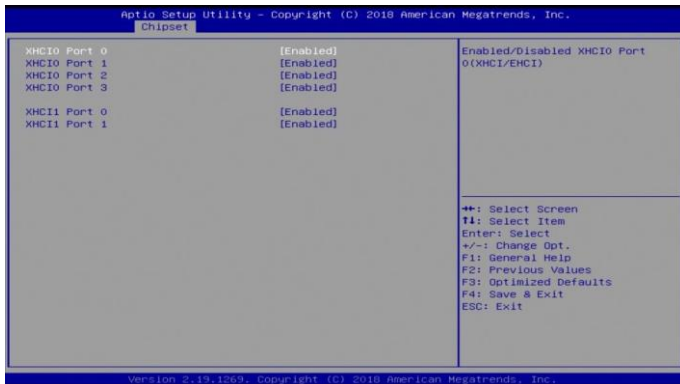 Aptio Setup Utility – Copyright (C) 2018 American Megatrends, Inc.
Chipset
XHCI0 Port 0 [Enabled]
XHCI0 Port 1 [Enabled]
XHCI0 Port 2 [Enabled]
XHCI0 Port 3 [Enabled]
XHCI1 Port 0 [Enabled]
XHCI1 Port 1 [Enabled]
Enabled/Disabled XHCI0 Port
0(XHCI/EHCI)
→←: Select Screen
↑↓: Select Item
Enter: Select
+/-: Change Opt.
F1: General Help
F2: Previous Values
F3: Optimized Defaults
F4: Save & Exit
ESC: Exit
Version 2.19.1269. Copyright (C) 2018 American Megatrends, Inc.